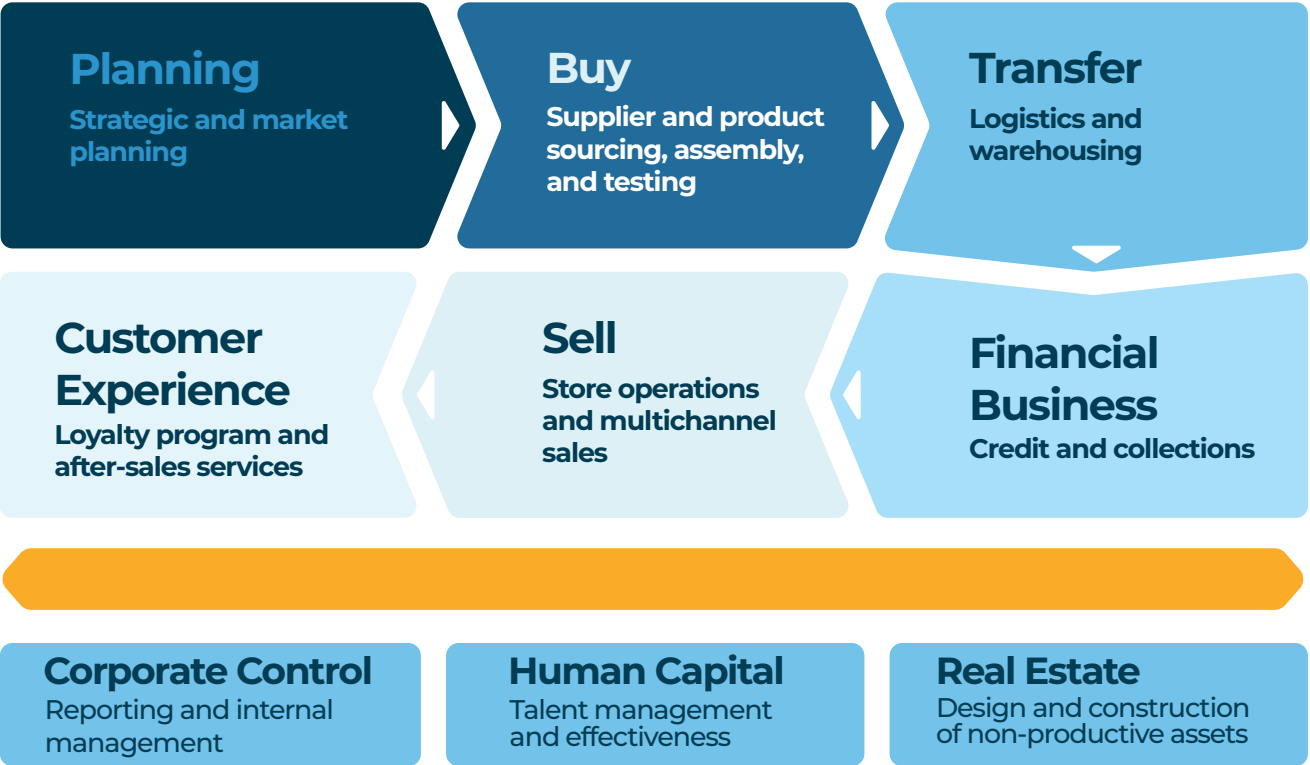 Planning
Strategic and market
planning
Buy
Supplier and product
sourcing, assembly,
and testing
Transfer
Logistics and
warehousing
Customer
Experience
Loyalty program and
after-sales services
Sell
Store operations
and multichannel
sales
Financial
Business
Credit and collections
Corporate Control
Reporting and internal
management
Human Capital
Talent management
and effectiveness
Real Estate
Design and construction
of non-productive assets